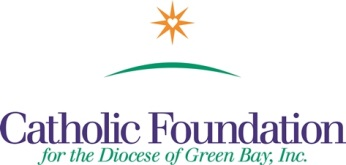 Catholic Foundation
for the Diocese of Green Bay, Inc.